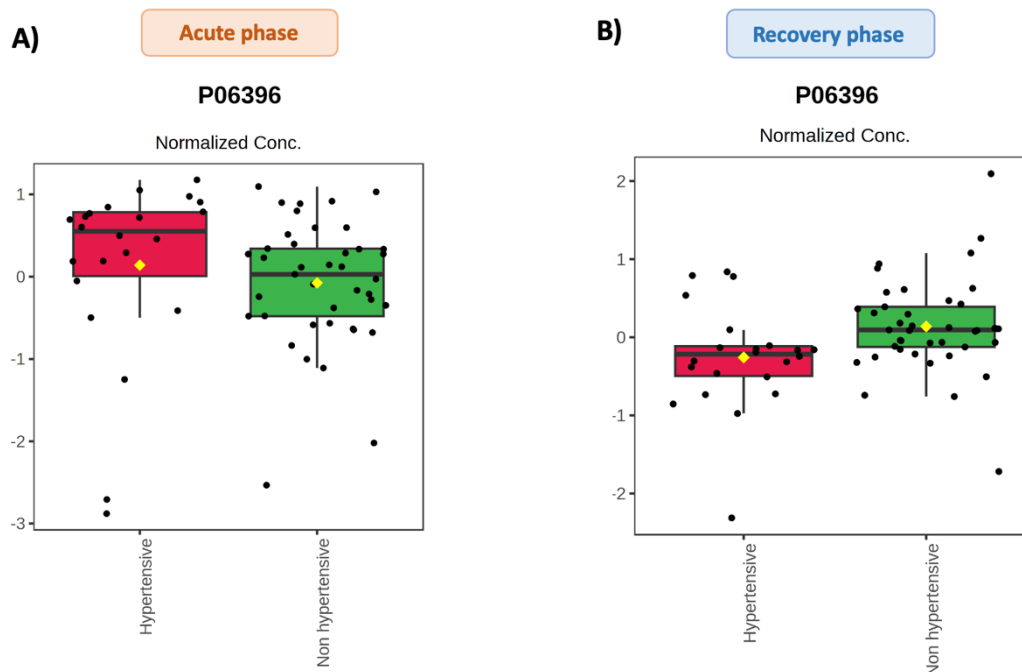 A)
Acute phase
P06396
Normalized Conc.
1
0
-1
-2
-3
Hypertensive
Non hypertensive
B)
Recovery phase
P06396
Normalized Conc.
2
1
0
-1
-2
Hypertensive
Non hypertensive